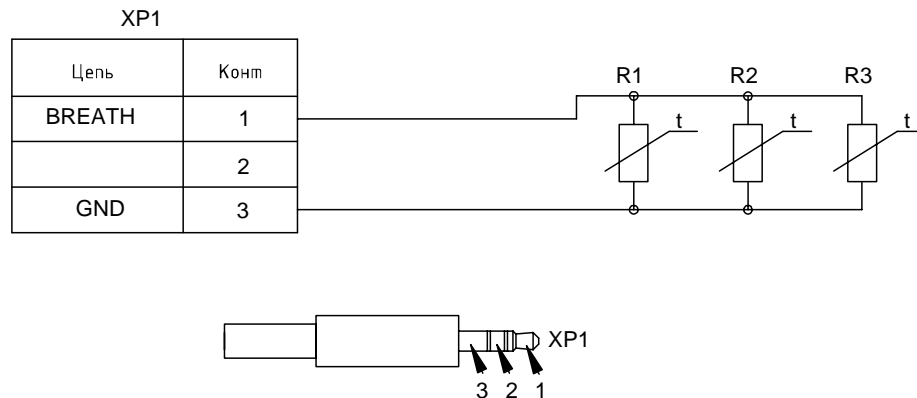 XP1
Цепь Конт
R1 R2 R3
BREATH 1
t t t
2
GND 3
XP1
3 2 1